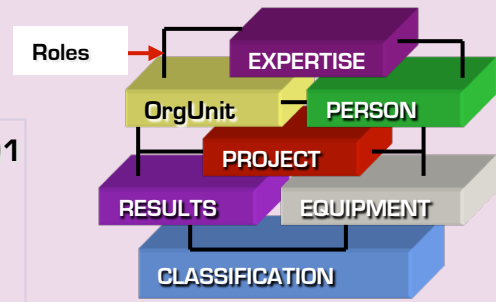 Roles
EXPERTISE
OrgUnit
PERSON
1
PROJECT
RESULTS
EQUIPMENT
CLASSIFICATION